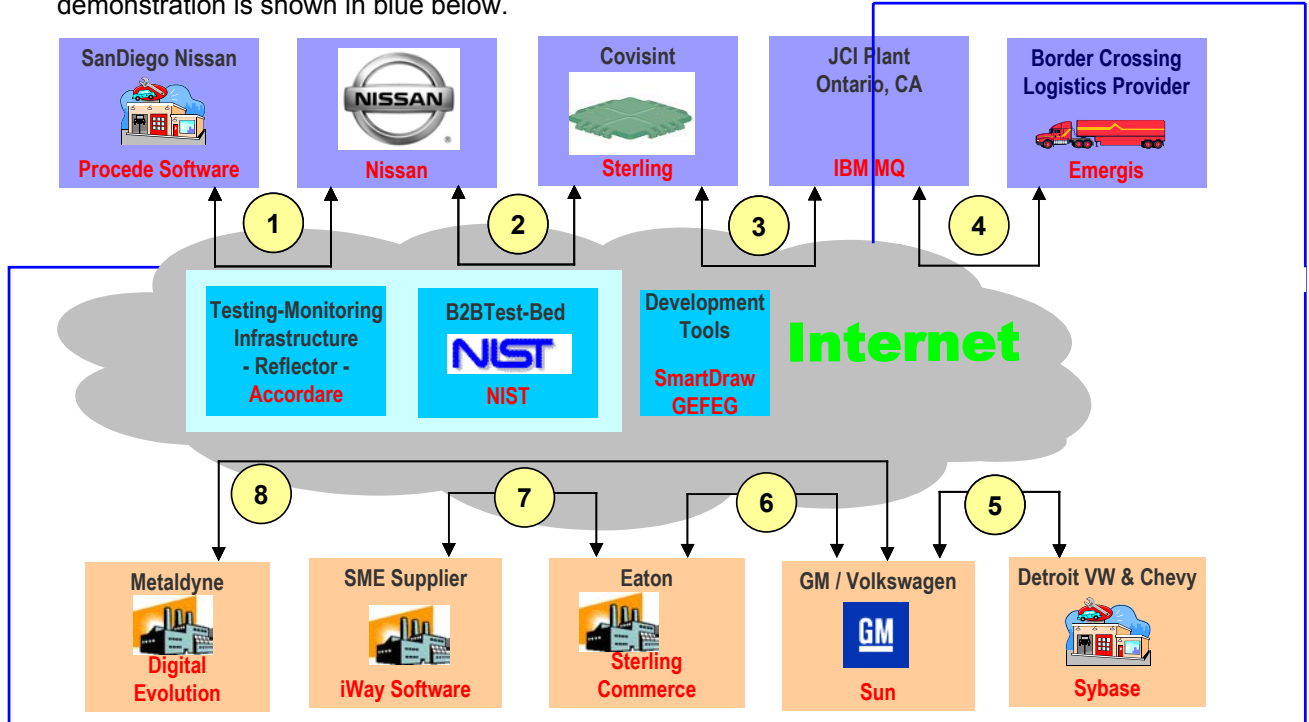 demonstration is shown in blue below.
SanDiego Nissan
Procede Software
NISSAN
Nissan
Covisint
Sterling
JCI Plant
Ontario, CA
IBM MQ
Border Crossing
Logistics Provider
Emergis
1
2
3
4
Testing-Monitoring
Infrastructure
- Reflector -
Accordare
B2BTest-Bed
NIST
NIST
Development
Tools
SmartDraw
GEFEG
Internet
8
7
6
5
Metaldyne
Digital
Evolution
SME Supplier
iWay Software
Eaton
Sterling
Commerce
GM / Volkswagen
GM
Sun
Detroit VW & Chevy
Sybase